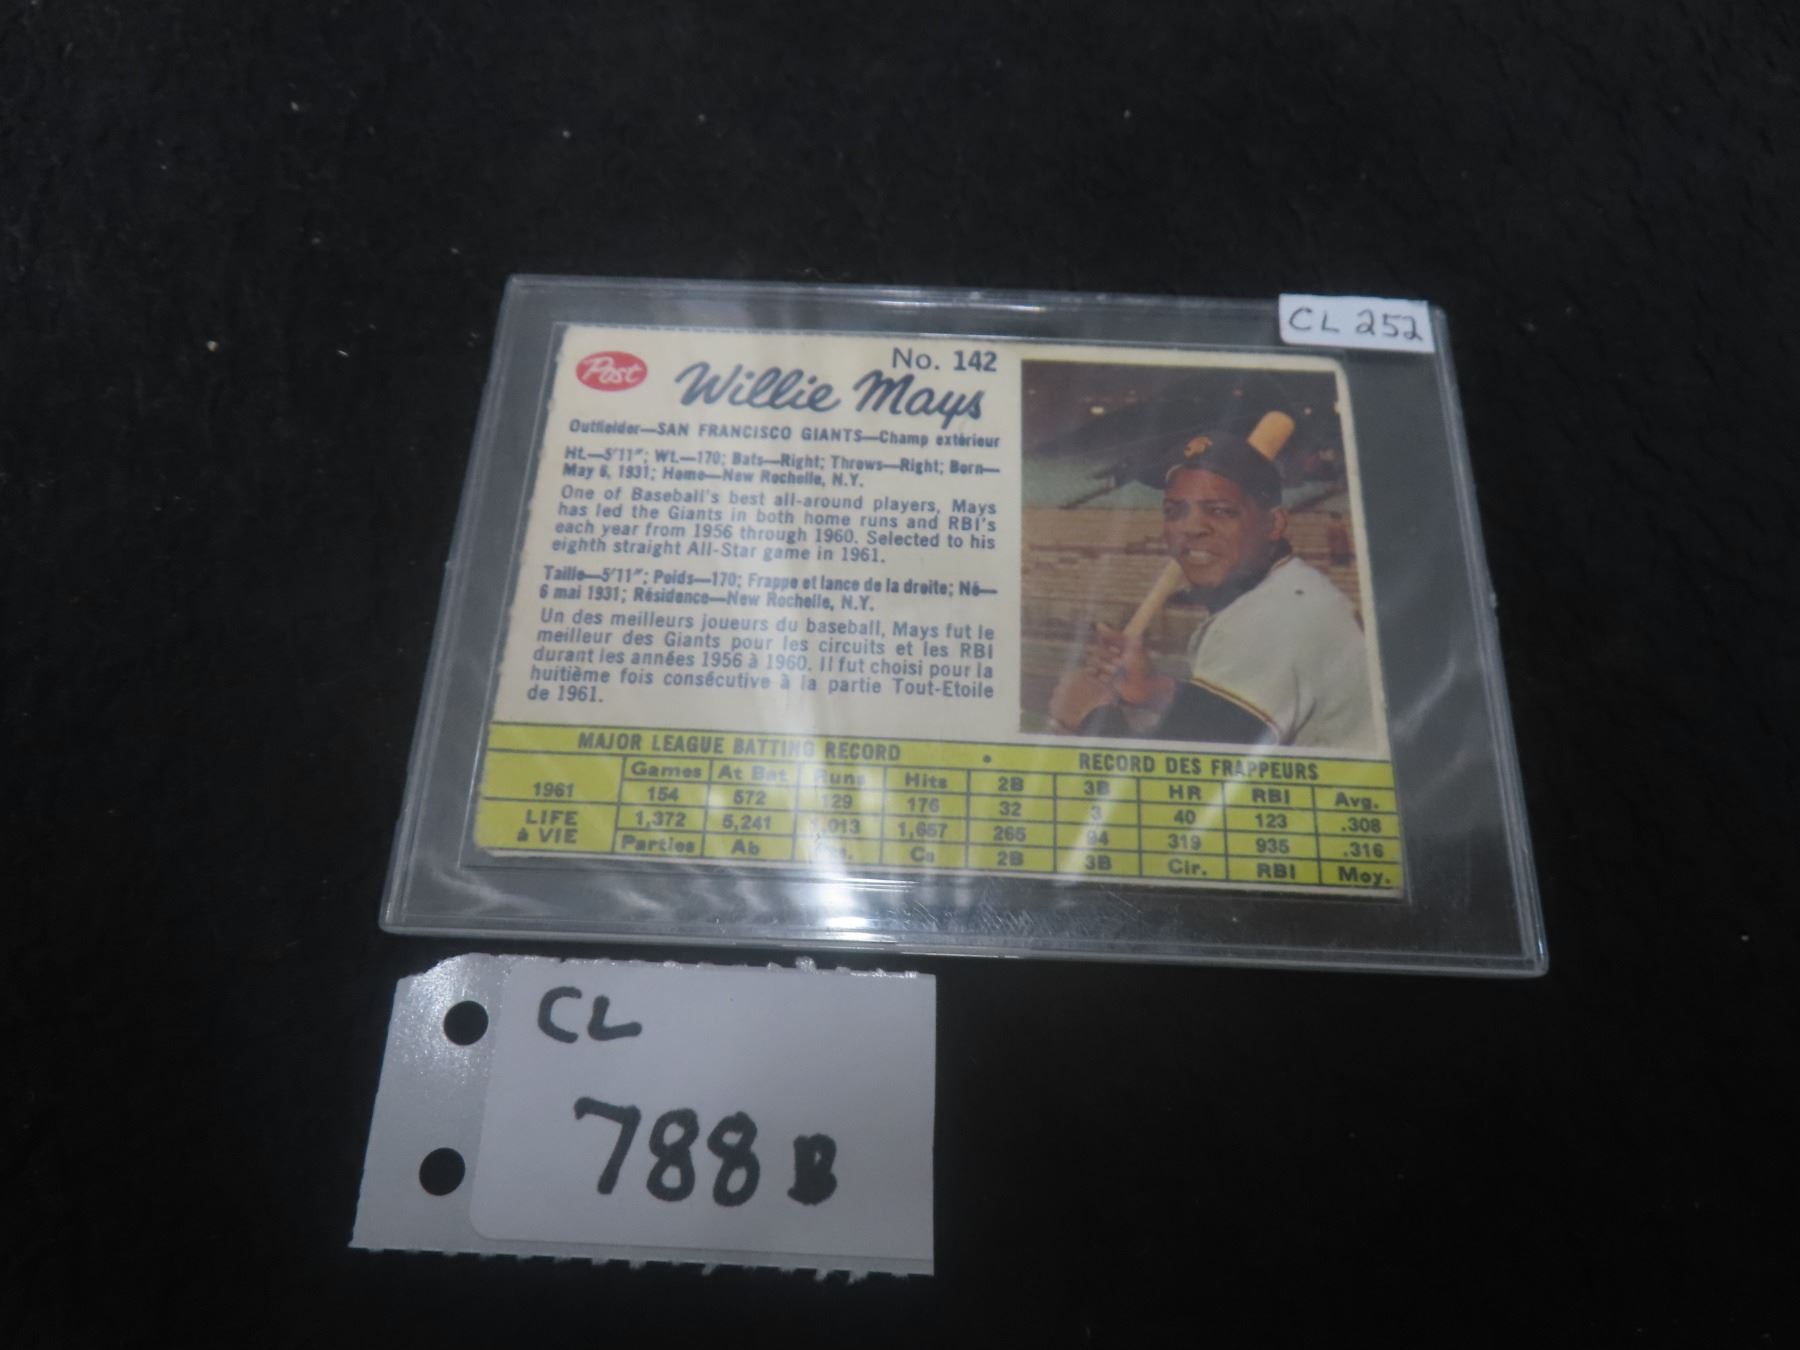 CL 252
Post
No. 142
Willie Mays
Outfielder—SAN FRANCISCO GIANTS—Champ extérieur
Ht.—5'11"; Wt.—170; Bats—Right; Throws—Right; Born—
May 6, 1931; Home—New Rochelle, N.Y.
One of Baseball's best all-around players, Mays
has led the Giants in both home runs and RBI's
each year from 1956 through 1960. Selected to his
eighth straight All-Star game in 1961.
Taille—5'11"; Poids—170; Frappe et lance de la droite; Né—
6 mai 1931; Résidence—New Rochelle, N.Y.
Un des meilleurs joueurs du baseball, Mays fut le
meilleur des Giants pour les circuits et les RBI
durant les années 1956 à 1960. Il fut choisi pour la
huitième fois consécutive à la partie Tout-Etoile
de 1961.
MAJOR LEAGUE BATTING RECORD • RECORD DES FRAPPEURS
Games At Bat Runs Hits 2B 3B HR RBI Avg.
1961 154 572 129 176 32 3 40 123 .308
LIFE à VIE 1,372 5,241 1,013 1,657 265 94 319 935 .316
Parties Ab Cs 2B 3B Cir. RBI Moy.
CL
788 B